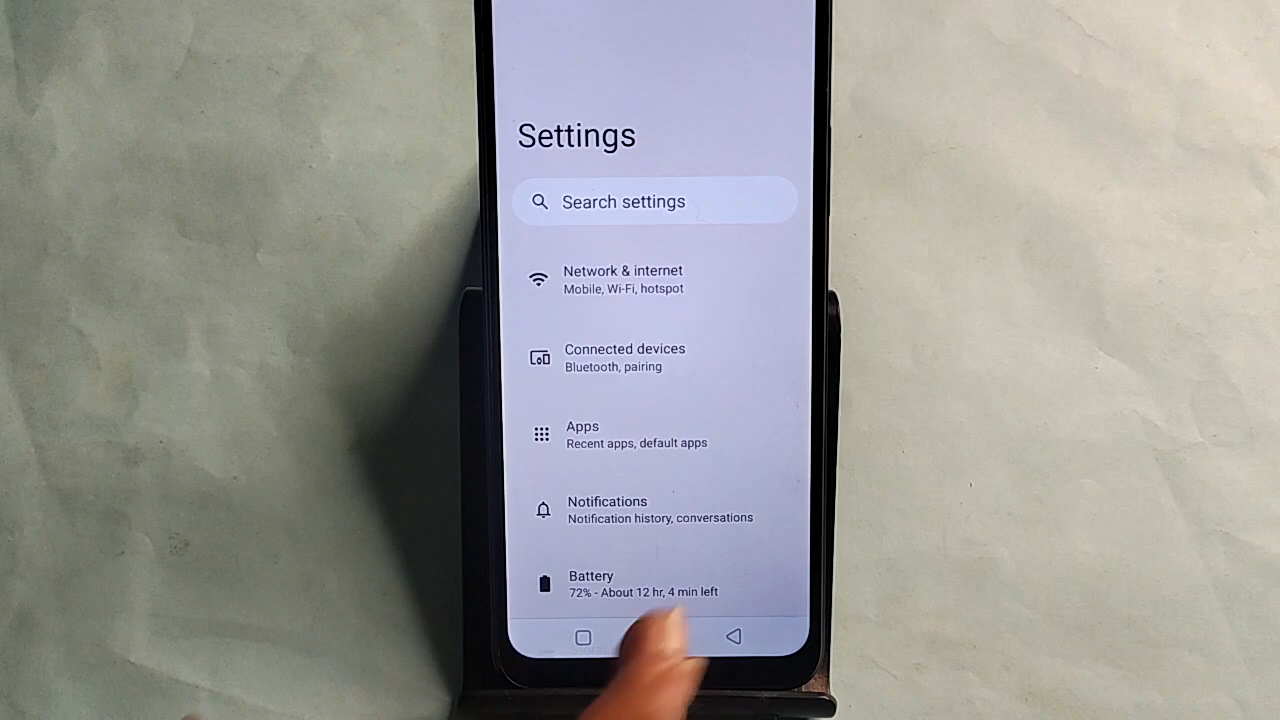 Settings
Search settings
Network & internet
Mobile, Wi-Fi, hotspot
Connected devices
Bluetooth, pairing
Apps
Recent apps, default apps
Notifications
Notification history, conversations
Battery
72% - About 12 hr, 4 min left